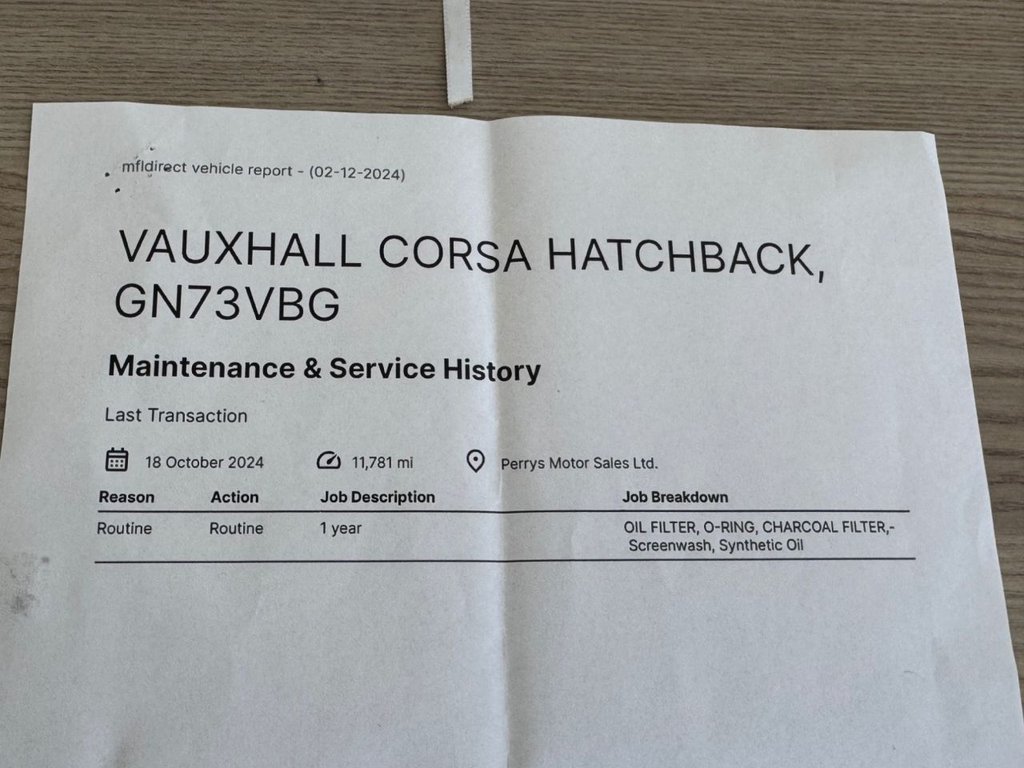 mfldirect vehicle report - (02-12-2024)
VAUXHALL CORSA HATCHBACK,
GN73VBG
Maintenance & Service History
Last Transaction
18 October 2024 11,781 mi Perrys Motor Sales Ltd.
Reason Action Job Description Job Breakdown
Routine Routine 1 year OIL FILTER, O-RING, CHARCOAL FILTER,-
Screenwash, Synthetic Oil